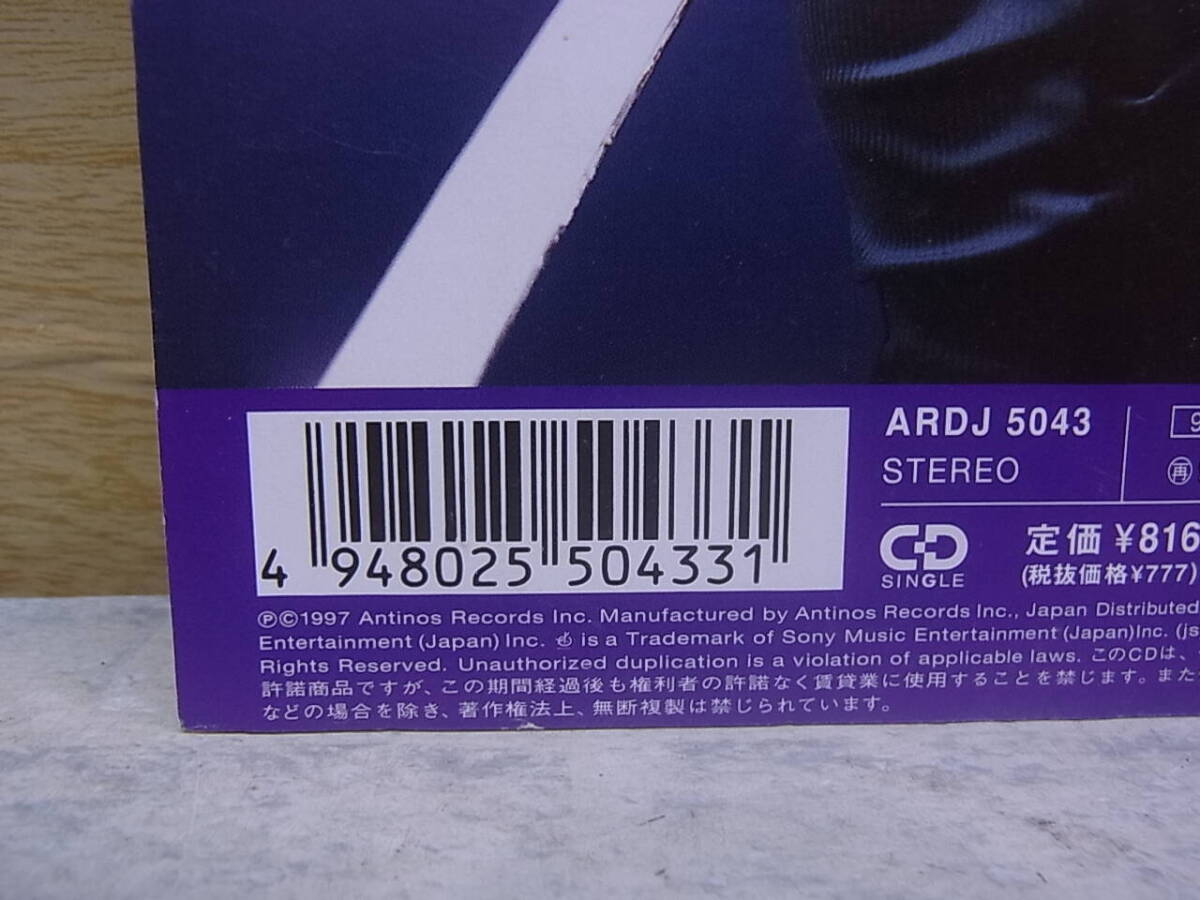 ARDJ 5043
STEREO
9
再
CD
SINGLE
定価 ¥816
(税抜価格¥777)
4 948025 504331
℗©1997 Antinos Records Inc. Manufactured by Antinos Records Inc., Japan Distributed
Entertainment (Japan) Inc. is a Trademark of Sony Music Entertainment (Japan)Inc. (js
Rights Reserved. Unauthorized duplication is a violation of applicable laws. このCDは、
許諾商品ですが、この期間経過後も権利者の許諾なく賃貸業に使用することを禁じます。また
などの場合を除き、著作権法上、無断複製は禁じられています。